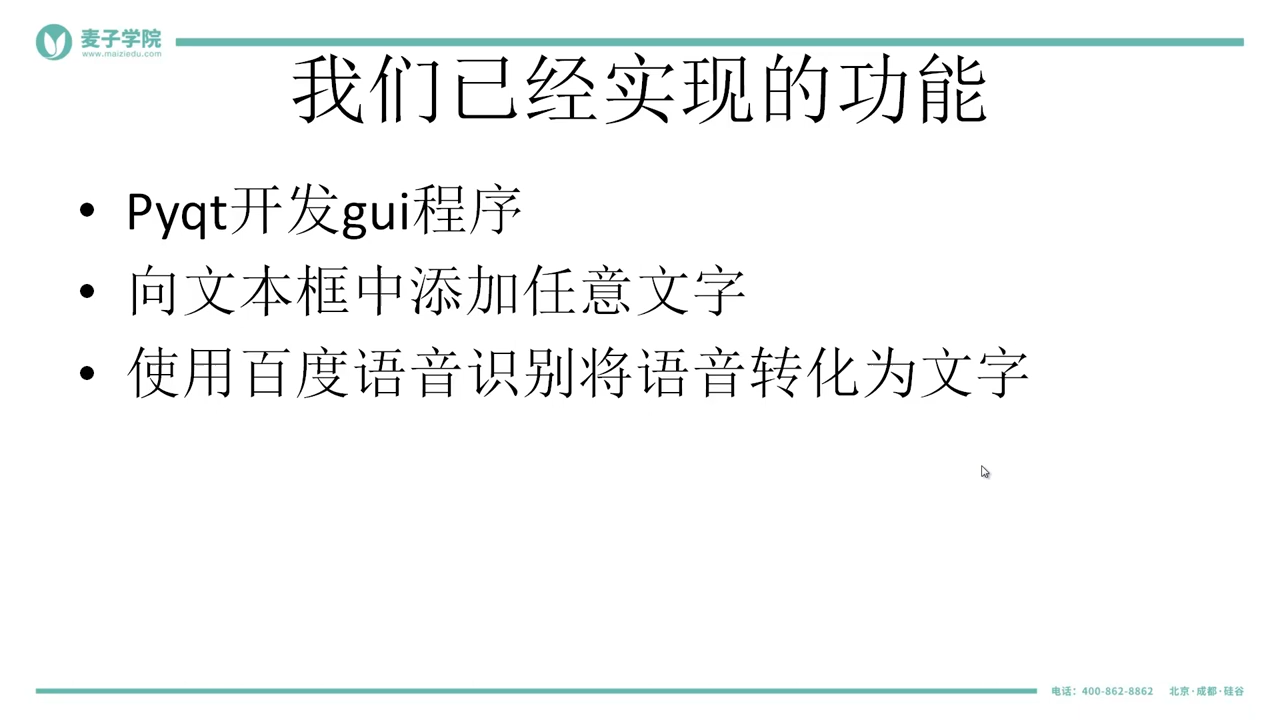 麦子学院
www.maiziedu.com
我们已经实现的功能
• Pyqt开发gui程序
• 向文本框中添加任意文字
• 使用百度语音识别将语音转化为文字
电话：400-862-8862 北京·成都·硅谷